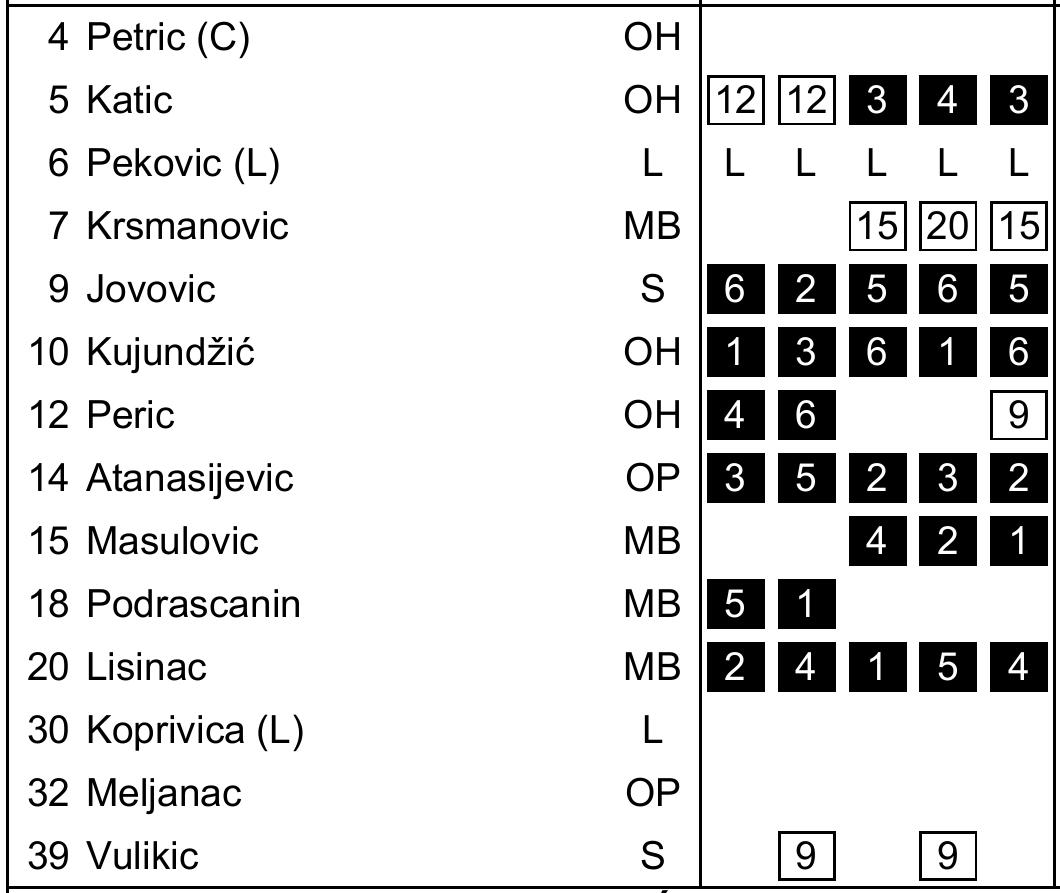 4 Petric (C) OH
5 Katic OH 12 12 3 4 3
6 Pekovic (L) L L L L L L
7 Krsmanovic MB 15 20 15
9 Jovovic S 6 2 5 6 5
10 Kujundžić OH 1 3 6 1 6
12 Peric OH 4 6 9
14 Atanasijevic OP 3 5 2 3 2
15 Masulovic MB 4 2 1
18 Podrascanin MB 5 1
20 Lisinac MB 2 4 1 5 4
30 Koprivica (L) L
32 Meljanac OP
39 Vulikic S 9 9